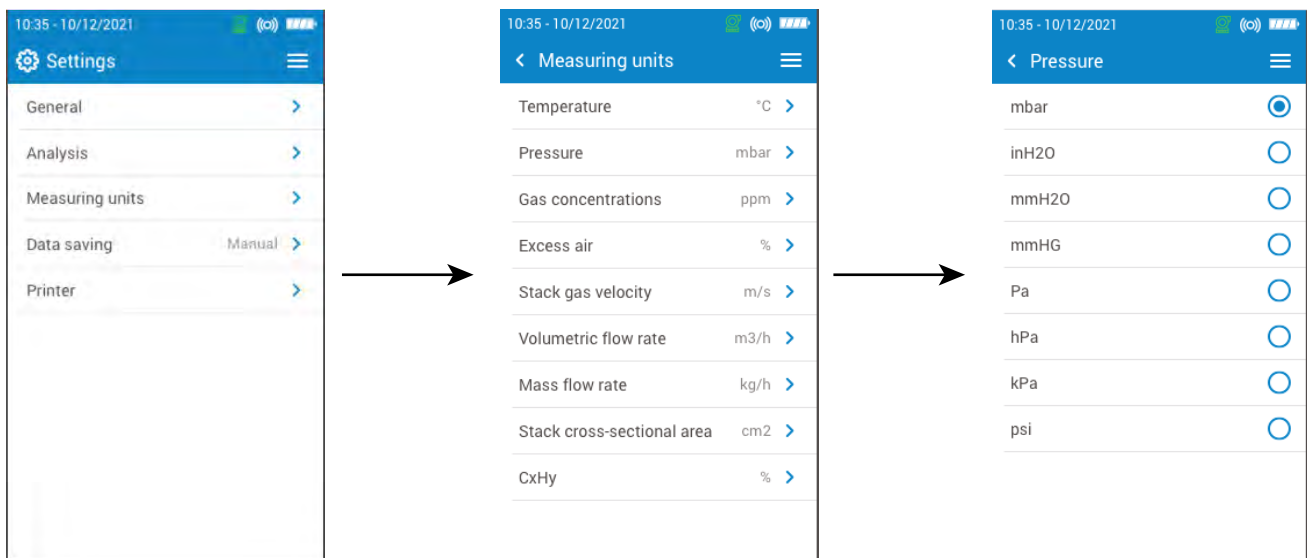 10:35 - 10/12/2021
Settings
General
Analysis
Measuring units
Data saving Manual
Printer
10:35 - 10/12/2021
Measuring units
Temperature °C
Pressure mbar
Gas concentrations ppm
Excess air %
Stack gas velocity m/s
Volumetric flow rate m3/h
Mass flow rate kg/h
Stack cross-sectional area cm2
CxHy %
10:35 - 10/12/2021
Pressure
mbar
inH2O
mmH2O
mmHG
Pa
hPa
kPa
psi